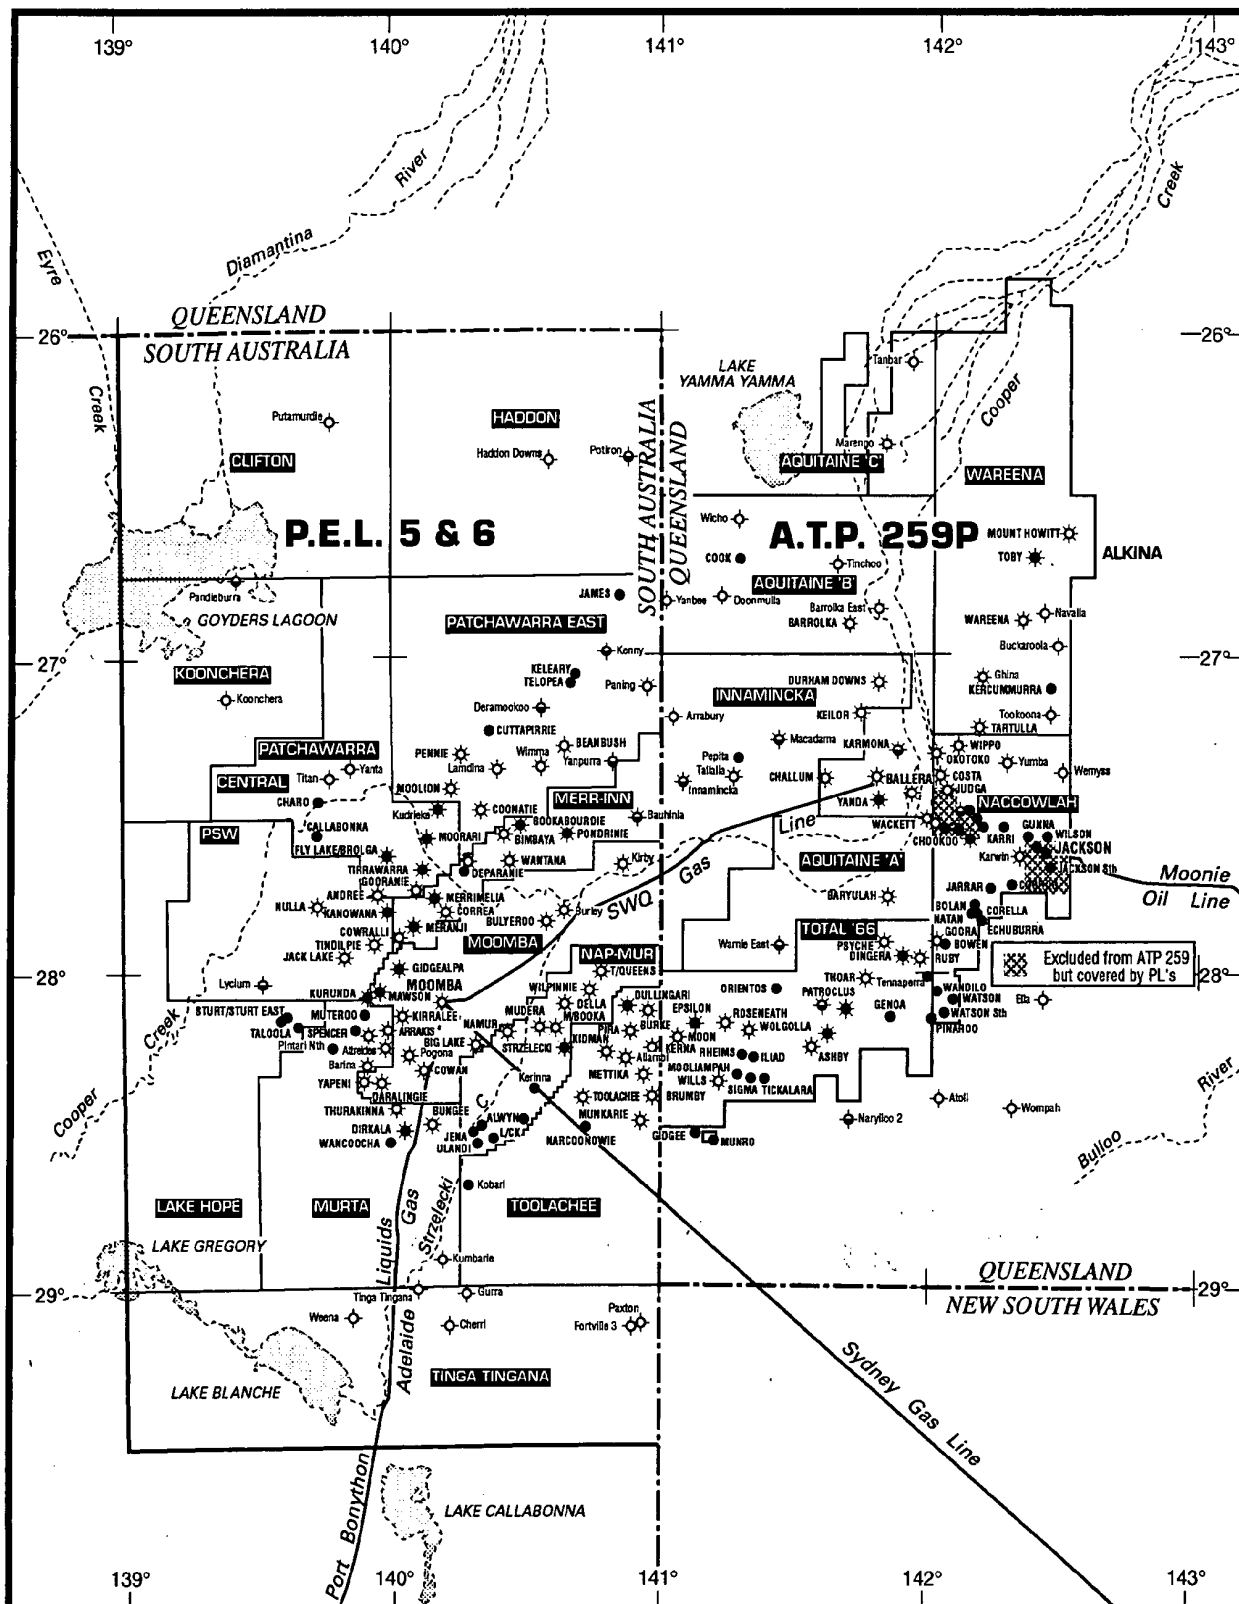 139°
140°
141°
142°
143°
River
Creek
Diamantina
Eyre
QUEENSLAND
26°
SOUTH AUSTRALIA
26°
LAKE
YAMMA YAMMA
Tanbar
Creek
Cooper
Putamurdie
HADDON
SOUTH AUSTRALIA
QUEENSLAND
Marengo
Haddon Downs
Potiron
CLIFTON
AQUITAINE 'C'
WAREENA
P.E.L. 5 & 6
Wicho
A.T.P. 259P
MOUNT HOWITT
COOK
TOBY
ALKINA
Tinchoo
AQUITAINE 'B'
Pandieburra
JAMES
Yanbee
Doonmulla
GOYDERS LAGOON
PATCHAWARRA EAST
Barrolka East
BARROLKA
WAREENA
Navalla
Kenny
Buckaroola
27°
27°
KOONCHERA
KELEARY
TELOPEA
Paning
DURHAM DOWNS
Ghina
KERCUMMURRA
Koonchera
INNAMINCKA
Deramookoo
Arrabury
KEILOR
Tookoona
TARTULLA
CUTTAPIRRIE
PATCHAWARRA
PENNIE
Wimma
BEANBUSH
Macadama
KARMONA
WIPPO
OKOTOKO
Lamdina
Yanpurra
Pepita
Yumba
Wernyss
CENTRAL
Titan
Yanta
Tallalia
CHALLUM
BALLERA
COSTA
JUDGA
MOOLION
MERR-INN
Innamincka
CHARO
Kudrieke
COONATIE
YANDA
NACCOWLAH
PSW
BOOKABOURDIE
Bauhinia
Line
WACKETT
GUNNA
CALLABONNA
MOORARI
BIMBAYA
PONDRINIE
CHOOKOO
KARRI
WILSON
JACKSON
FLY LAKE/BROLGA
WANTANA
Kirby
Gas
AQUITAINE 'A'
Karwin
TIRRAWARRA
DEPARANIE
JACKSON Sth
Moonie
Oil Line
GOORANIE
ANDREE
MERRIMELIA
SWQ
BARYULAH
JARRAR
NULLA
KANOWANA
CORREA
Burley
BOLAN
CORELLA
BULYEROO
NATAN
ECHUBURRA
COWRALLI
MERANJI
TOTAL '66
GOORA
TINDILPIE
MOOMBA
Warnie East
PSYCHE
BOWEN
JACK LAKE
NAP-MUR
DINGERA
RUBY
Excluded from ATP 259
but covered by PL's
28°
GIDGEALPA
T/QUEENS
28°
Lycium
MOOMBA
WILPINNIE
ORIENTOS
THOAR
Tennaperra
KURUNDA
MAWSON
DELLA
DULLINGARI
PATROCLUS
WANDILO
Etta
STURT/STURT EAST
MUDERA
M/BOOKA
WATSON
MUTEROO
KIRRALEE
EPSILON
ROSENEATH
GENOA
WATSON Sth
TALOOLA
SPENCER
ARRAKIS
NAMUR
KIDMAN
PIRA
BURKE
MOON
WOLGOLLA
PINAROO
Creek
Pintari Nth
Atreides
BIG LAKE
STRZELECKI
KERNA
Pogona
Allambi
RHEIMS
ILIAD
ASHBY
Barina
COWAN
MOOLIAMPAH
METTIKA
WILLS
YAPENI
Kerinna
SIGMA
TICKALARA
DARALINGIE
TOOLACHEE
BRUMBY
Atoll
River
THURAKINNA
BUNGEE
C.
ALWYN
MUNKARIE
Naryilco 2
Wompah
Cooper
DIRKALA
JENA
L/CK
WANCOOCHA
ULANDI
NARCOONOWIE
GIDGEE
MUNRO
Bulloo
Kobari
LAKE HOPE
MURTA
Gas
Strzelecki
TOOLACHEE
LAKE GREGORY
Liquids
Kumbarie
QUEENSLAND
29°
Tinga Tingana
Gurra
29°
NEW SOUTH WALES
Weena
Cherri
Paxton
Fortville 3
Adelaide
Sydney Gas Line
LAKE BLANCHE
TINGA TINGANA
Port Bonython
LAKE CALLABONNA
139°
140°
141°
142°
143°